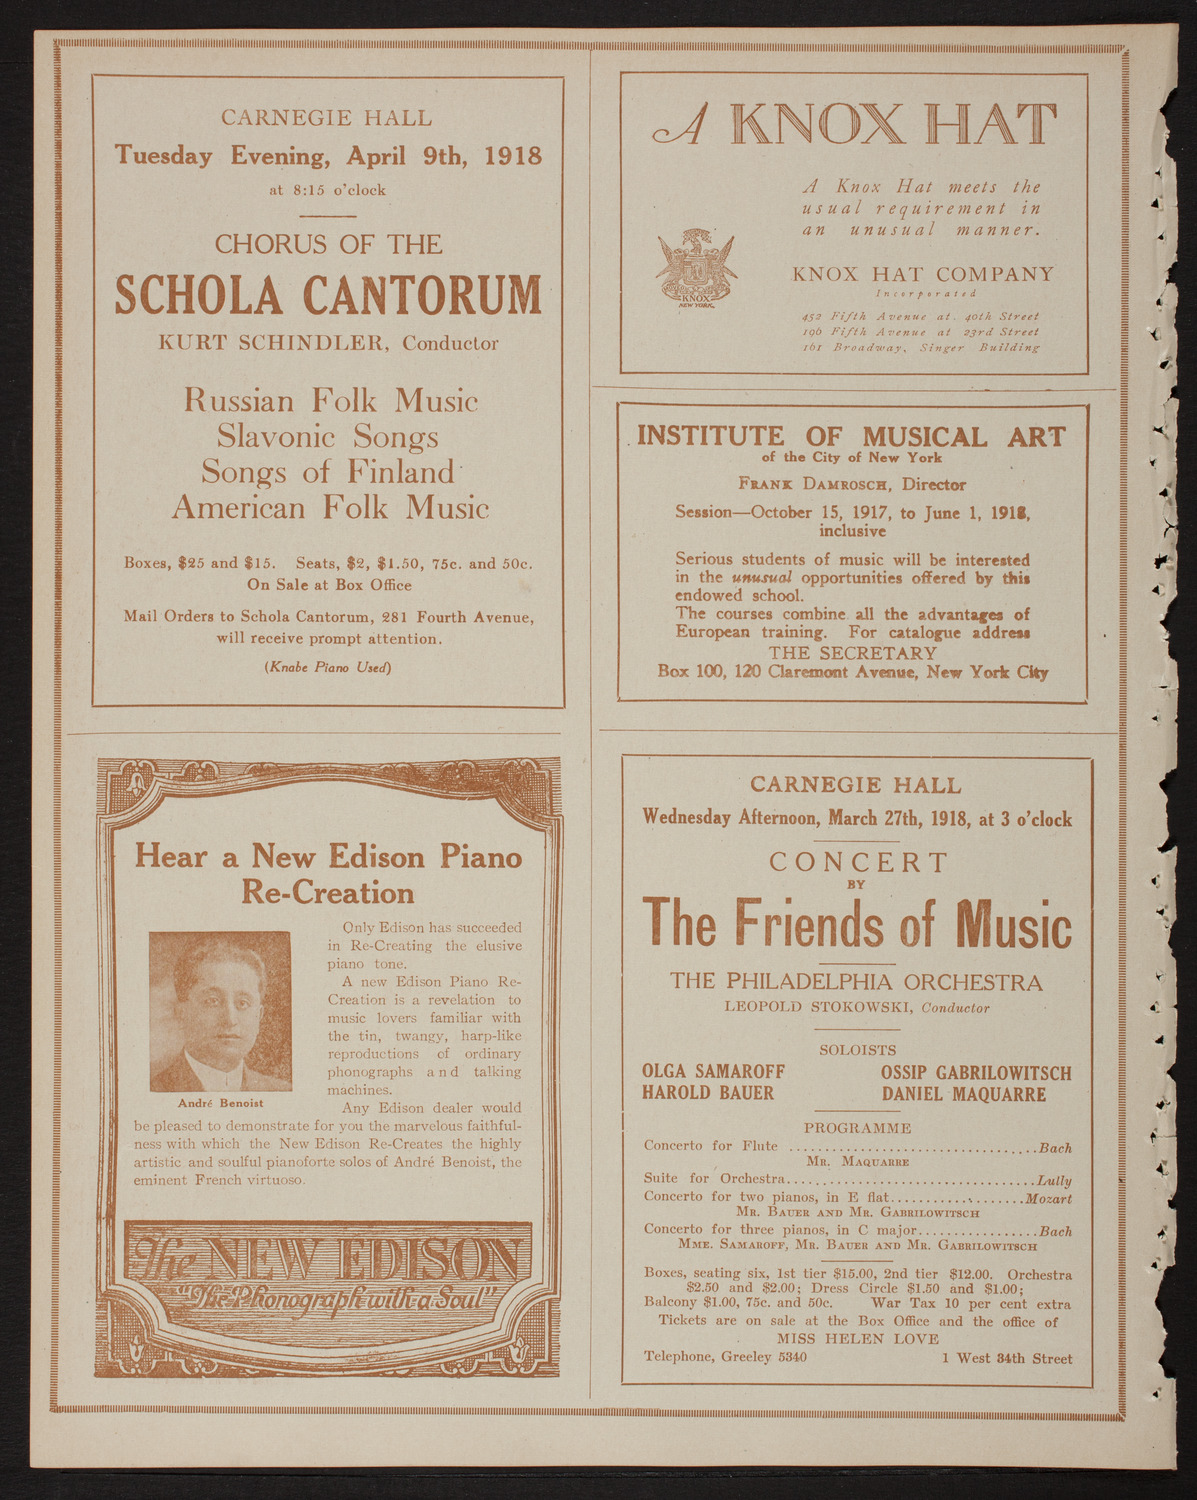 CARNEGIE HALL
Tuesday Evening, April 9th, 1918
at 8:15 o'clock
CHORUS OF THE
SCHOLA CANTORUM
KURT SCHINDLER, Conductor
Russian Folk Music
Slavonic Songs
Songs of Finland
American Folk Music
Boxes, $25 and $15. Seats, $2, $1.50, 75c. and 50c.
On Sale at Box Office
Mail Orders to Schola Cantorum, 281 Fourth Avenue,
will receive prompt attention.
(Knabe Piano Used)
Hear a New Edison Piano
Re-Creation
Only Edison has succeeded
in Re-Creating the elusive
piano tone.
A new Edison Piano Re-
Creation is a revelation to
music lovers familiar with
the tin, twangy, harp-like
reproductions of ordinary
phonographs and talking
machines.
André Benoist
Any Edison dealer would
be pleased to demonstrate for you the marvelous faithful-
ness with which the New Edison Re-Creates the highly
artistic and soulful pianoforte solos of André Benoist, the
eminent French virtuoso.
The NEW EDISON
"The Phonograph with a Soul"
A KNOX HAT
A Knox Hat meets the
usual requirement in
an unusual manner.
KNOX
NEW YORK.
KNOX HAT COMPANY
Incorporated
452 Fifth Avenue at. 40th Street
196 Fifth Avenue at 23rd Street
161 Broadway, Singer Building
INSTITUTE OF MUSICAL ART
of the City of New York
FRANK DAMROSCH, Director
Session—October 15, 1917, to June 1, 1918,
inclusive
Serious students of music will be interested
in the unusual opportunities offered by this
endowed school.
The courses combine all the advantages of
European training. For catalogue address
THE SECRETARY
Box 100, 120 Claremont Avenue, New York City
CARNEGIE HALL
Wednesday Afternoon, March 27th, 1918, at 3 o'clock
CONCERT
BY
The Friends of Music
THE PHILADELPHIA ORCHESTRA
LEOPOLD STOKOWSKI, Conductor
SOLOISTS
OLGA SAMAROFF OSSIP GABRILOWITSCH
HAROLD BAUER DANIEL MAQUARRE
PROGRAMME
Concerto for Flute ..................................Bach
MR. MAQUARRE
Suite for Orchestra..................................Lully
Concerto for two pianos, in E flat...................Mozart
MR. BAUER AND MR. GABRILOWITSCH
Concerto for three pianos, in C major.................Bach
MME. SAMAROFF, MR. BAUER AND MR. GABRILOWITSCH
Boxes, seating six, 1st tier $15.00, 2nd tier $12.00. Orchestra
$2.50 and $2.00; Dress Circle $1.50 and $1.00;
Balcony $1.00, 75c. and 50c. War Tax 10 per cent extra
Tickets are on sale at the Box Office and the office of
MISS HELEN LOVE
Telephone, Greeley 5340 1 West 34th Street